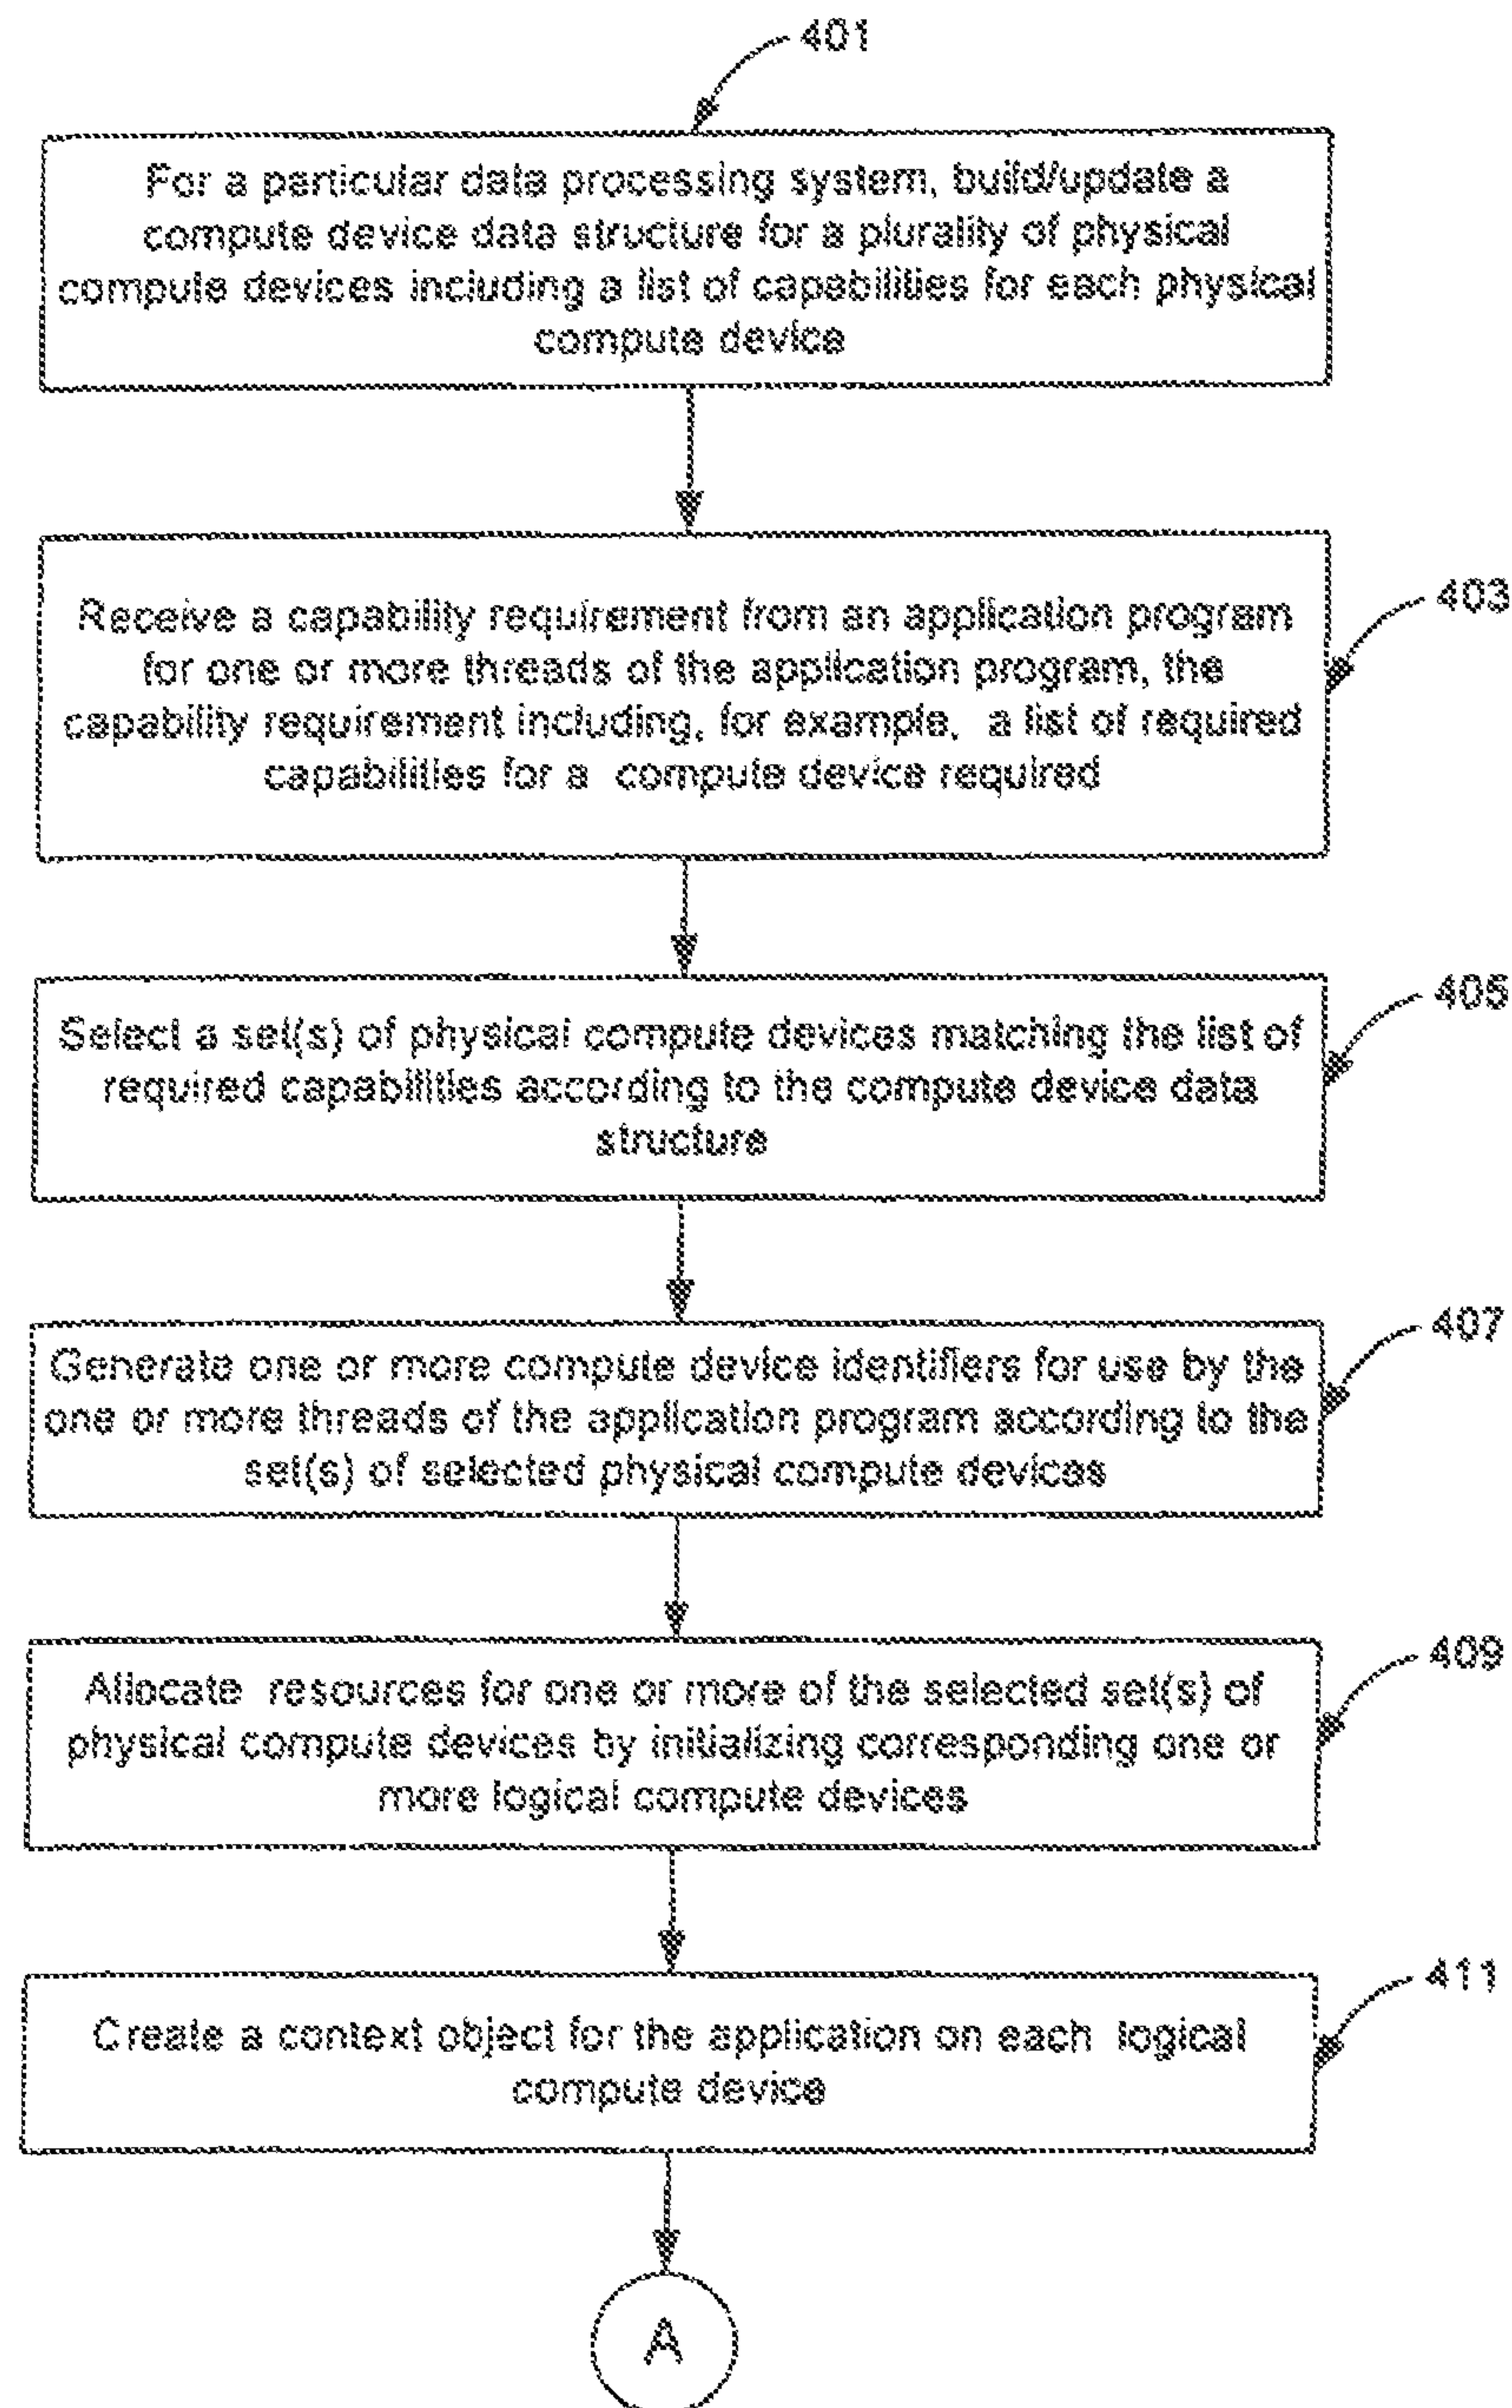 401
For a particular data processing system, build/update a
compute device data structure for a plurality of physical
compute devices including a list of capabilities for each physical
compute device
Receive a capability requirement from an application program
for one or more threads of the application program, the
capability requirement including, for example, a list of required
capabilities for a compute device required
403
Select a set(s) of physical compute devices matching the list of
required capabilities according to the compute device data
structure
405
Generate one or more compute device identifiers for use by the
one or more threads of the application program according to the
set(s) of selected physical compute devices
407
Allocate resources for one or more of the selected set(s) of
physical compute devices by initializing corresponding one or
more logical compute devices
409
Create a context object for the application on each logical
compute device
411
A